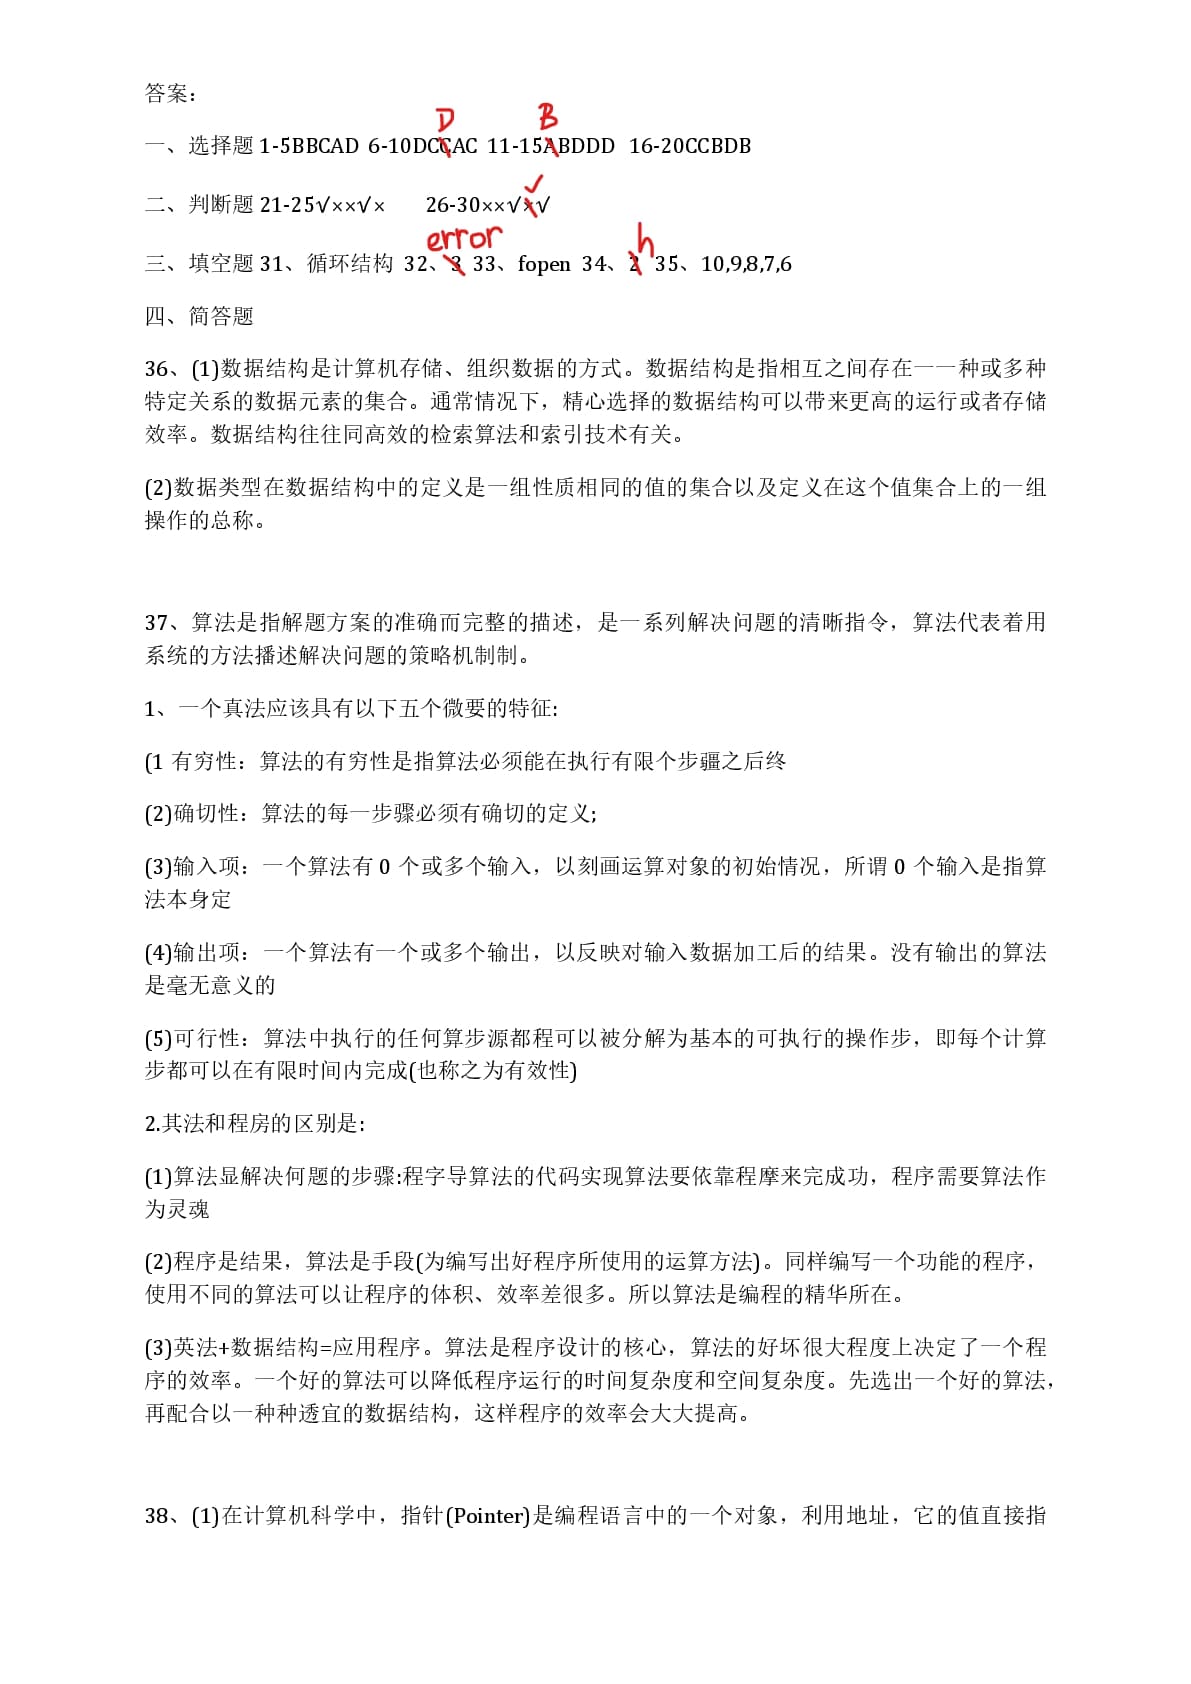 答案：
D B
一、选择题 1-5BBCAD 6-10DCCAC 11-15ABDDD 16-20CCBDB
✓
二、判断题 21-25√××√× 26-30××√×√
error h
三、填空题 31、循环结构 32、3 33、fopen 34、2 35、10,9,8,7,6
四、简答题
36、(1)数据结构是计算机存储、组织数据的方式。数据结构是指相互之间存在一一种或多种
特定关系的数据元素的集合。通常情况下，精心选择的数据结构可以带来更高的运行或者存储
效率。数据结构往往同高效的检索算法和索引技术有关。
(2)数据类型在数据结构中的定义是一组性质相同的值的集合以及定义在这个值集合上的一组
操作的总称。
37、算法是指解题方案的准确而完整的描述，是一系列解决问题的清晰指令，算法代表着用
系统的方法播述解决问题的策略机制制。
1、一个真法应该具有以下五个微要的特征:
(1 有穷性：算法的有穷性是指算法必须能在执行有限个步疆之后终
(2)确切性：算法的每一步骤必须有确切的定义;
(3)输入项：一个算法有 0 个或多个输入，以刻画运算对象的初始情况，所谓 0 个输入是指算
法本身定
(4)输出项：一个算法有一个或多个输出，以反映对输入数据加工后的结果。没有输出的算法
是毫无意义的
(5)可行性：算法中执行的任何算步源都程可以被分解为基本的可执行的操作步，即每个计算
步都可以在有限时间内完成(也称之为有效性)
2.其法和程房的区别是:
(1)算法显解决何题的步骤:程字导算法的代码实现算法要依靠程摩来完成功，程序需要算法作
为灵魂
(2)程序是结果，算法是手段(为编写出好程序所使用的运算方法)。同样编写一个功能的程序，
使用不同的算法可以让程序的体积、效率差很多。所以算法是编程的精华所在。
(3)英法+数据结构=应用程序。算法是程序设计的核心，算法的好坏很大程度上决定了一个程
序的效率。一个好的算法可以降低程序运行的时间复杂度和空间复杂度。先选出一个好的算法，
再配合以一种种透宜的数据结构，这样程序的效率会大大提高。
38、(1)在计算机科学中，指针(Pointer)是编程语言中的一个对象，利用地址，它的值直接指